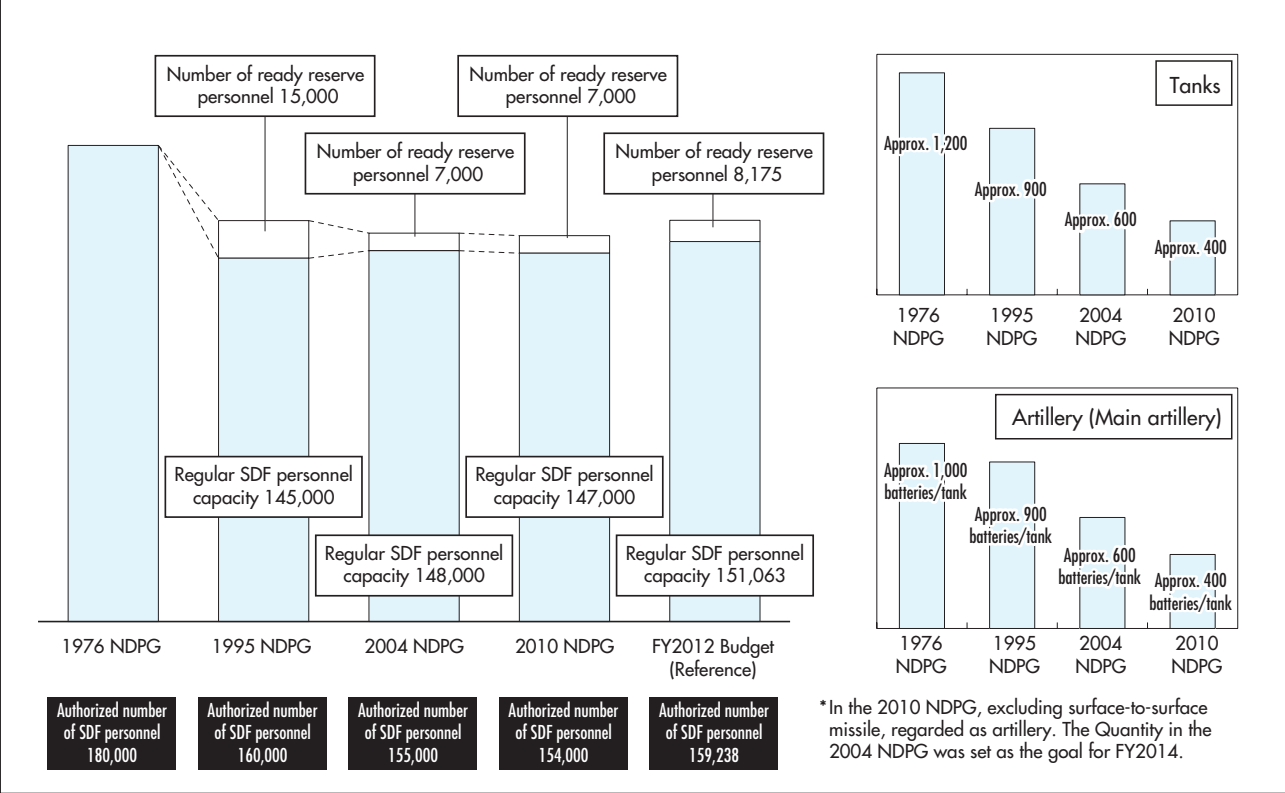 Number of ready reserve
personnel 15,000
Number of ready reserve
personnel 7,000
Number of ready reserve
personnel 7,000
Number of ready reserve
personnel 8,175
Regular SDF personnel
capacity 145,000
Regular SDF personnel
capacity 148,000
Regular SDF personnel
capacity 147,000
Regular SDF personnel
capacity 151,063
1976 NDPG
1995 NDPG
2004 NDPG
2010 NDPG
FY2012 Budget
(Reference)
Authorized number
of SDF personnel
180,000
Authorized number
of SDF personnel
160,000
Authorized number
of SDF personnel
155,000
Authorized number
of SDF personnel
154,000
Authorized number
of SDF personnel
159,238
Tanks
Approx. 1,200
Approx. 900
Approx. 600
Approx. 400
1976
NDPG
1995
NDPG
2004
NDPG
2010
NDPG
Artillery (Main artillery)
Approx. 1,000
batteries/tank
Approx. 900
batteries/tank
Approx. 600
batteries/tank
Approx. 400
batteries/tank
1976
NDPG
1995
NDPG
2004
NDPG
2010
NDPG
*In the 2010 NDPG, excluding surface-to-surface
missile, regarded as artillery. The Quantity in the
2004 NDPG was set as the goal for FY2014.